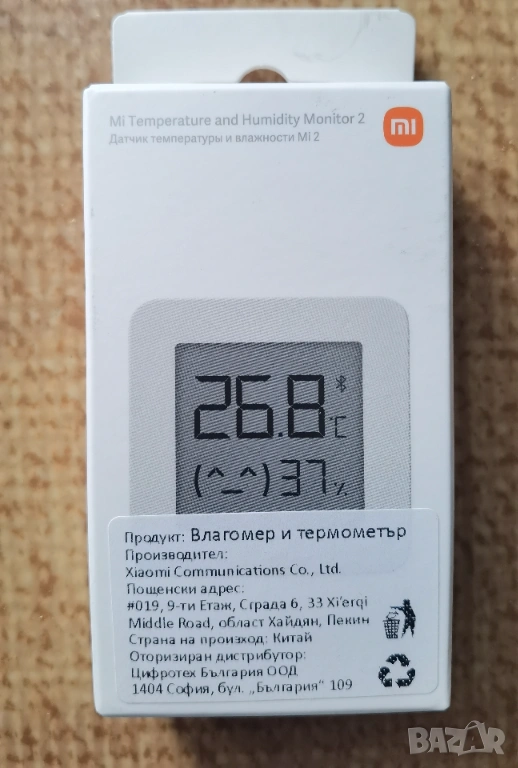 Mi Temperature and Humidity Monitor 2
Датчик температуры и влажности Mi 2
mi
26.8 °C
(^_^) 37 %
Продукт: Влагомер и термометър
Производител:
Xiaomi Communications Co., Ltd.
Пощенски адрес:
#019, 9-ти Етаж, Сграда 6, 33 Xi'erqi
Middle Road, област Хайдян, Пекин
Страна на произход: Китай
Оторизиран дистрибутор:
Цифротех България ООД
1404 София, бул. „България" 109
BAZAR